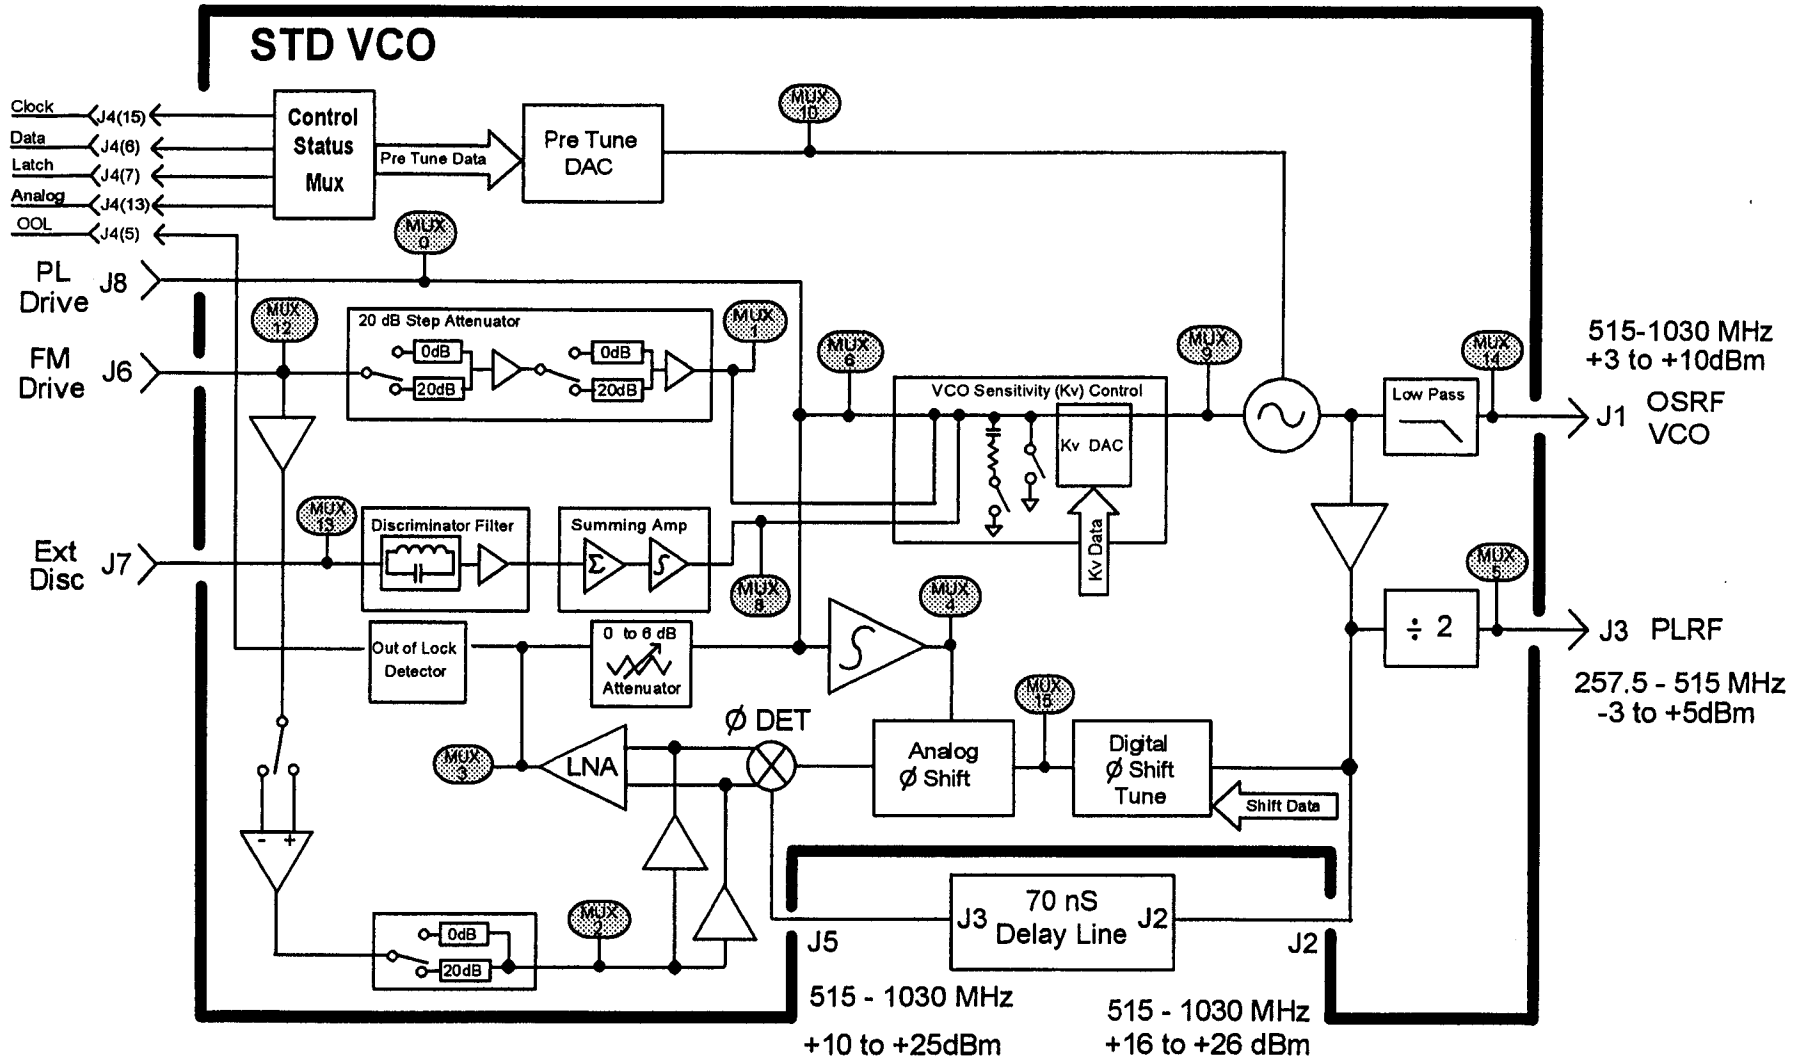 STD VCO
Clock J4(15)
Data J4(6)
Latch J4(7)
Analog J4(13)
OOL J4(5)
Control
Status
Mux
Pre Tune Data
Pre Tune
DAC
MUX
10
MUX
0
PL
Drive J8
MUX
12
20 dB Step Attenuator
0dB
20dB
0dB
20dB
MUX
1
FM
Drive J6
MUX
6
VCO Sensitivity (Kv) Control
Kv DAC
Kv Data
MUX
9
Low Pass
MUX
14
515-1030 MHz
+3 to +10dBm
J1 OSRF
VCO
MUX
13
Discriminator Filter
Summing Amp
Σ
∫
Ext
Disc J7
MUX
8
MUX
4
MUX
5
÷ 2
J3 PLRF
257.5 - 515 MHz
-3 to +5dBm
Out of Lock
Detector
0 to 6 dB
Attenuator
∫
MUX
15
Ø DET
MUX
3
LNA
Analog
Ø Shift
Digital
Ø Shift
Tune
Shift Data
- +
0dB
20dB
MUX
2
J5
J3 70 nS J2
Delay Line
J2
515 - 1030 MHz
+10 to +25dBm
515 - 1030 MHz
+16 to +26 dBm